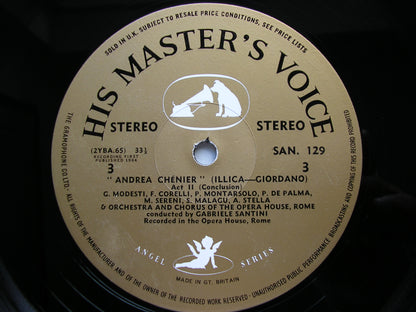 SOLD IN U.K. SUBJECT TO RESALE PRICE CONDITIONS, SEE PRICE LISTS
HIS MASTER'S VOICE
STEREO STEREO
(2YBA.65) 33⅓ SAN. 129
RECORDING FIRST
PUBLISHED 1964
3 3
"ANDREA CHÉNIER" (ILLICA—GIORDANO)
Act II (Conclusion)
G. MODESTI, F. CORELLI, P. MONTARSOLO, P. DE PALMA,
M. SERENI, S. MALAGU, A. STELLA
& ORCHESTRA AND CHORUS OF THE OPERA HOUSE, ROME
conducted by GABRIELE SANTINI
Recorded in the Opera House, Rome
ANGEL SERIES
MADE IN GT. BRITAIN
THE GRAMOPHONE CO LTD. ALL RIGHTS OF THE MANUFACTURER AND OF THE OWNER OF THE RECORDED WORK RESERVED · UNAUTHORISED PUBLIC PERFORMANCE BROADCASTING AND COPYING OF THIS RECORD PROHIBITED